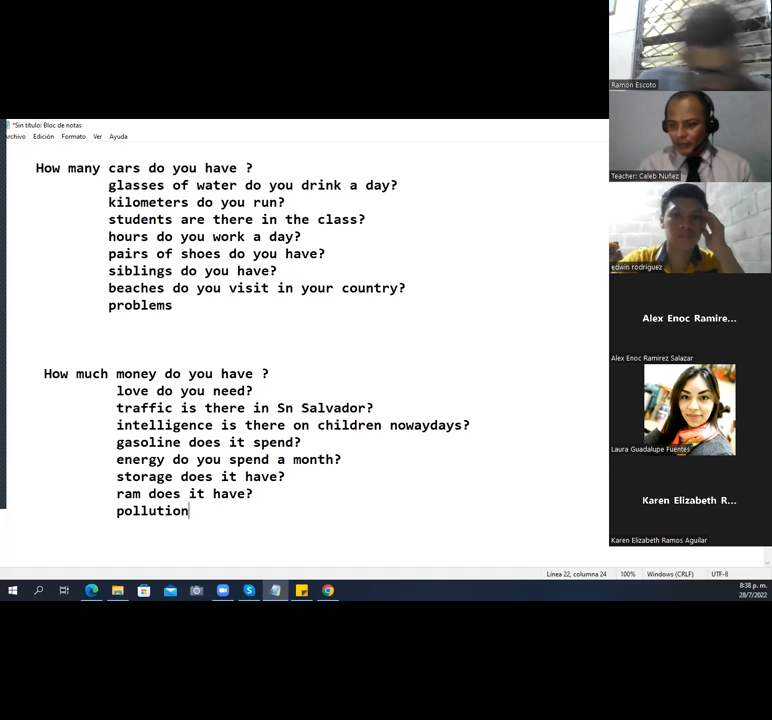 *Sin título: Bloc de notas
Archivo Edición Formato Ver Ayuda
How many cars do you have ?
glasses of water do you drink a day?
kilometers do you run?
students are there in the class?
hours do you work a day?
pairs of shoes do you have?
siblings do you have?
beaches do you visit in your country?
problems
How much money do you have ?
love do you need?
traffic is there in Sn Salvador?
intelligence is there on children nowaydays?
gasoline does it spend?
energy do you spend a month?
storage does it have?
ram does it have?
pollution
Línea 22, columna 24 100% Windows (CRLF) UTF-8
8:38 p. m.
28/7/2022
Ramón Escoto
Teacher: Caleb Nuñez
edwin rodriguez
Alex Enoc Ramire...
Alex Enoc Ramirez Salazar
Laura Guadalupe Fuentes
Karen Elizabeth R...
Karen Elizabeth Ramos Aguilar